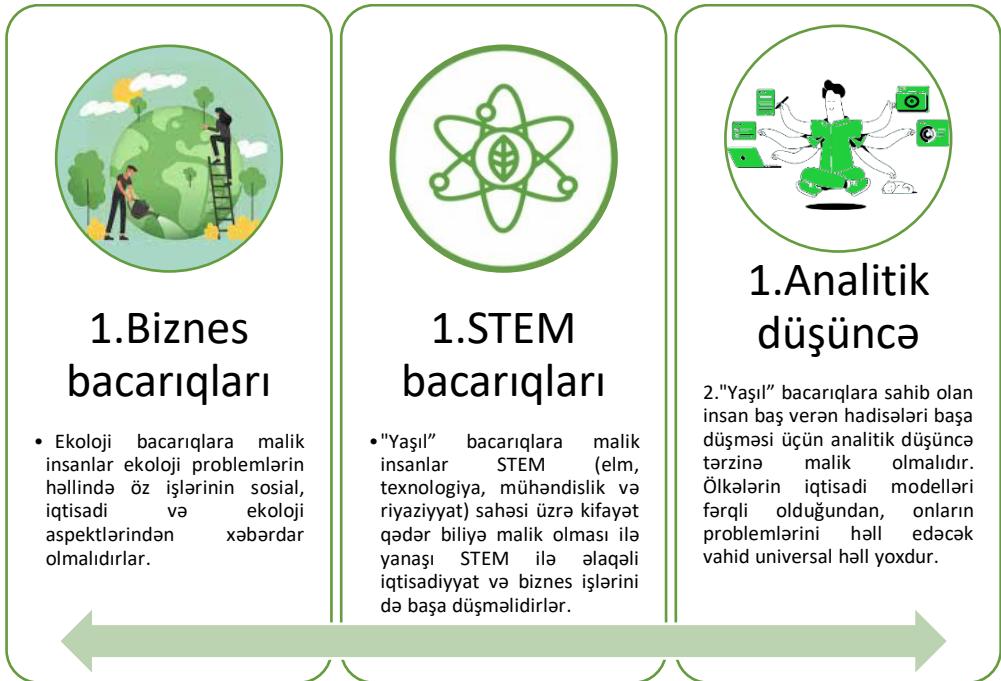 1.Biznes
bacarıqları
• Ekoloji bacarıqlara malik
insanlar ekoloji problemlərin
həllində öz işlərinin sosial,
iqtisadi və ekoloji
aspektlərindən xəbərdar
olmalıdırlar.
1.STEM
bacarıqları
•"Yaşıl” bacarıqlara malik
insanlar STEM (elm,
texnologiya, mühəndislik və
riyaziyyat) sahəsi üzrə kifayət
qədər biliyə malik olması ilə
yanaşı STEM ilə əlaqəli
iqtisadiyyat və biznes işlərini
də başa düşməlidirlər.
1.Analitik
düşüncə
2."Yaşıl” bacarıqlara sahib olan
insan baş verən hadisələri başa
düşməsi üçün analitik düşüncə
tərzinə malik olmalıdır.
Ölkələrin iqtisadi modelləri
fərqli olduğundan, onların
problemlərini həll edəcək
vahid universal həll yoxdur.